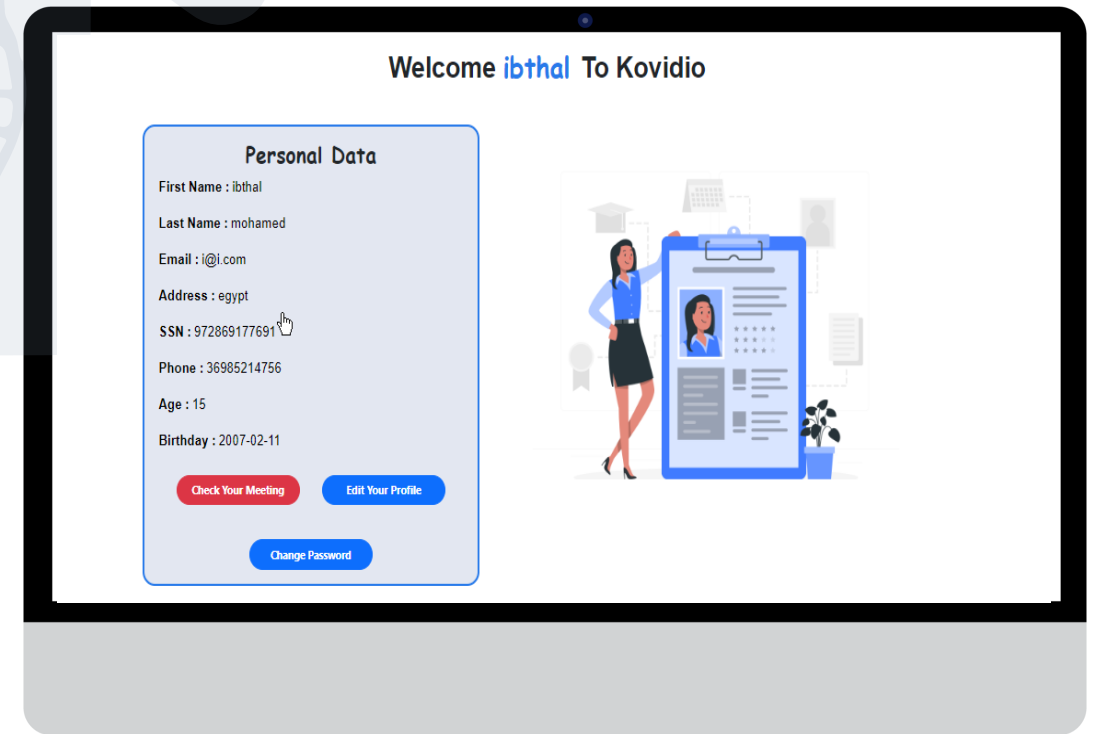 Welcome ibthal To Kovidio
Personal Data
First Name : ibthal
Last Name : mohamed
Email : i@i.com
Address : egypt
SSN : 972869177691
Phone : 36985214756
Age : 15
Birthday : 2007-02-11
Check Your Meeting Edit Your Profile
Change Password